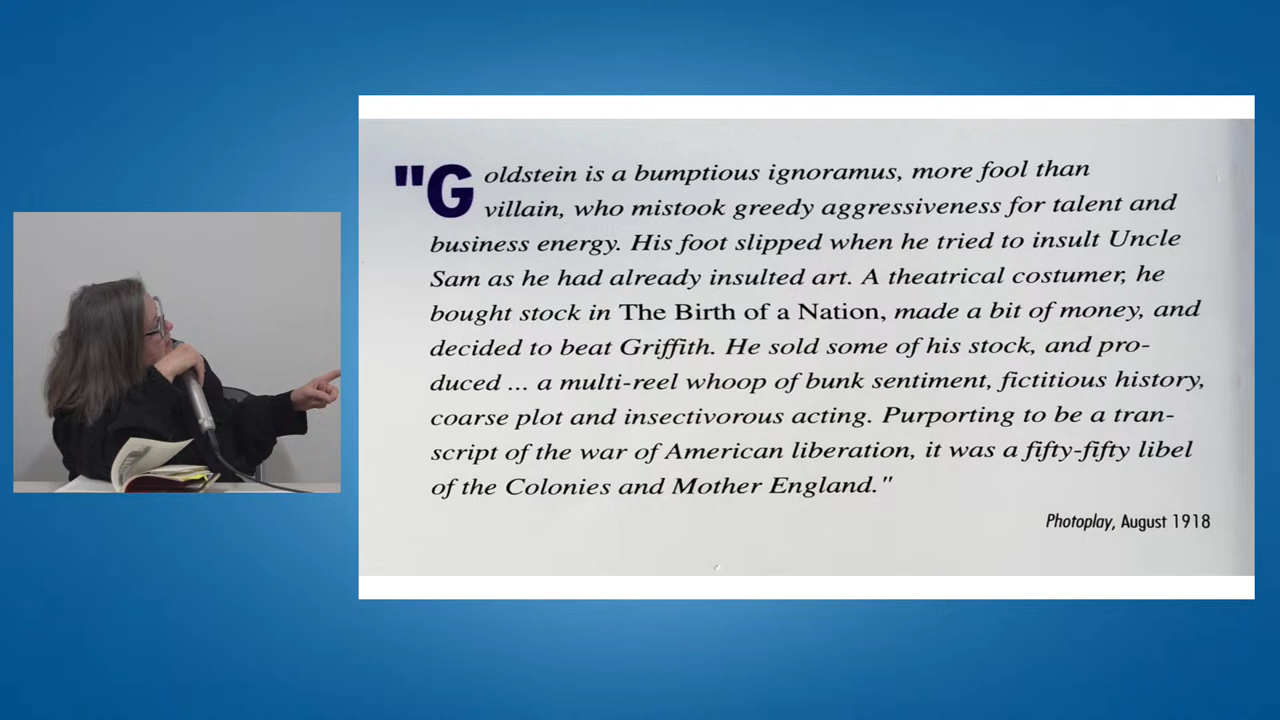 "Goldstein is a bumptious ignoramus, more fool than
villain, who mistook greedy aggressiveness for talent and
business energy. His foot slipped when he tried to insult Uncle
Sam as he had already insulted art. A theatrical costumer, he
bought stock in The Birth of a Nation, made a bit of money, and
decided to beat Griffith. He sold some of his stock, and pro-
duced ... a multi-reel whoop of bunk sentiment, fictitious history,
coarse plot and insectivorous acting. Purporting to be a tran-
script of the war of American liberation, it was a fifty-fifty libel
of the Colonies and Mother England."
Photoplay, August 1918